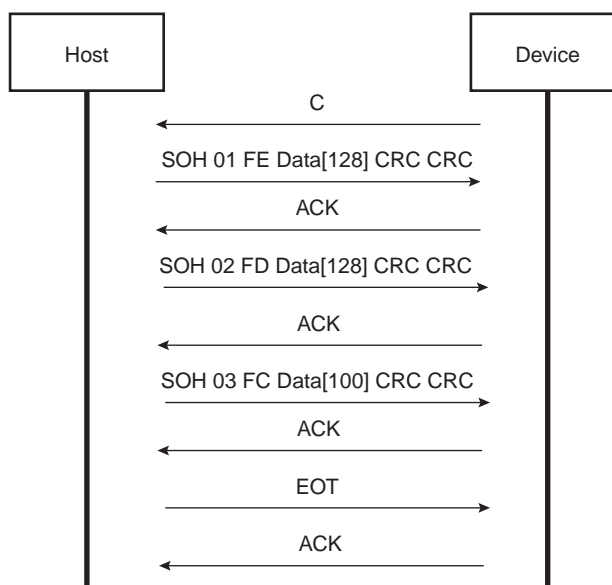 Host
Device
C
SOH 01 FE Data[128] CRC CRC
ACK
SOH 02 FD Data[128] CRC CRC
ACK
SOH 03 FC Data[100] CRC CRC
ACK
EOT
ACK